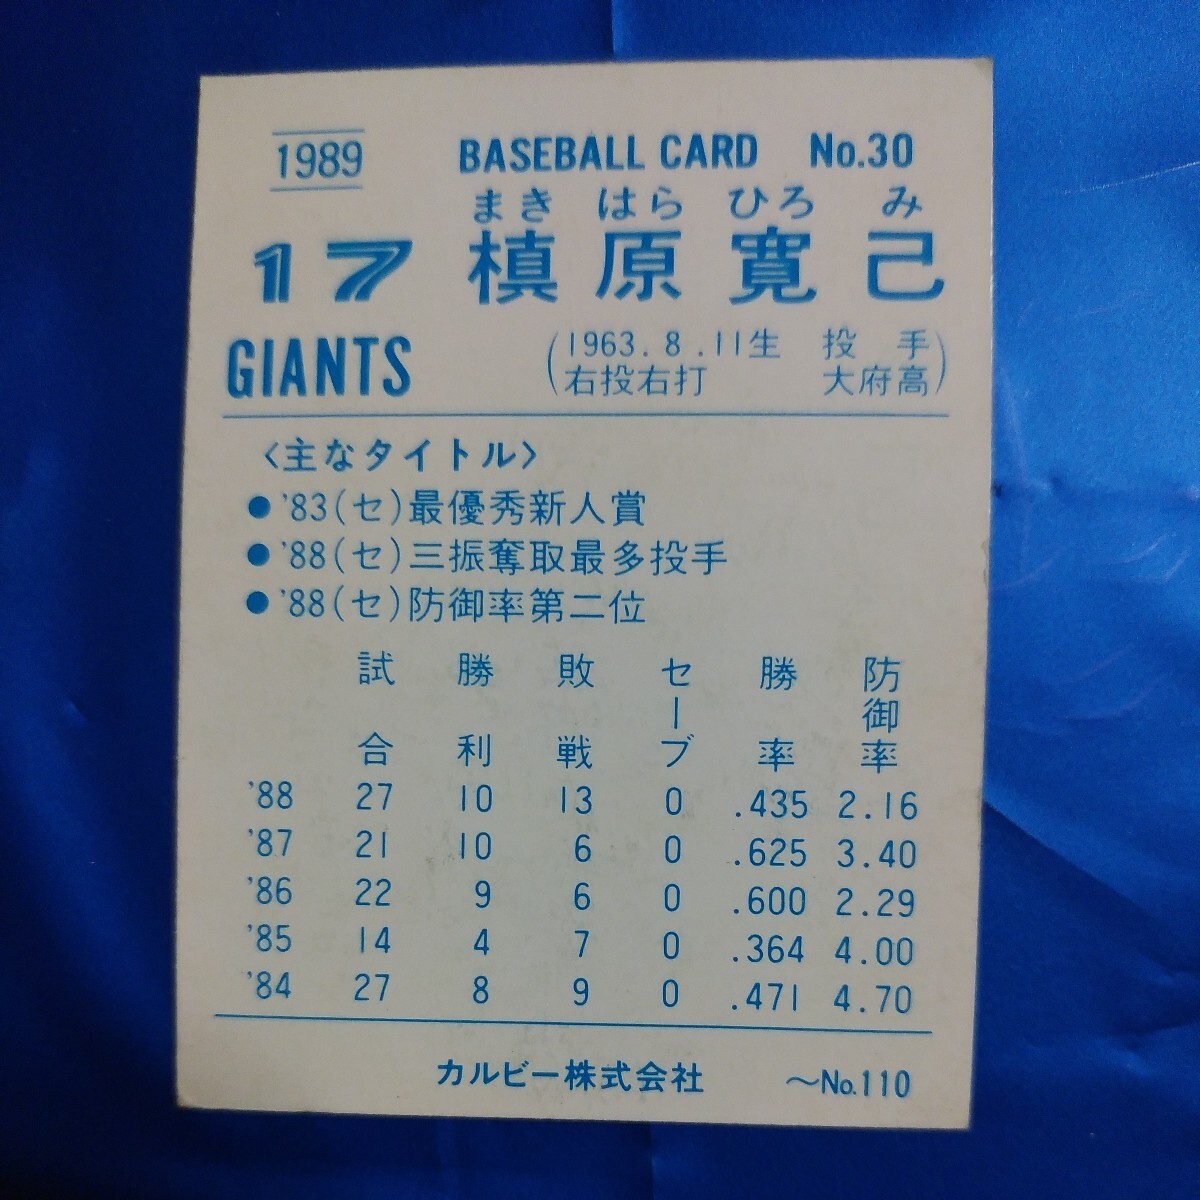 1989 BASEBALL CARD No.30
まき はら ひろ み
17 槙原寛己
GIANTS (1963.8.11生 投手
右投右打 大府高)
〈主なタイトル〉
●'83(セ)最優秀新人賞
●'88(セ)三振奪取最多投手
●'88(セ)防御率第二位
試合 勝利 敗戦 セーブ 勝率 防御率
'88 27 10 13 0 .435 2.16
'87 21 10 6 0 .625 3.40
'86 22 9 6 0 .600 2.29
'85 14 4 7 0 .364 4.00
'84 27 8 9 0 .471 4.70
カルビー株式会社 〜No.110